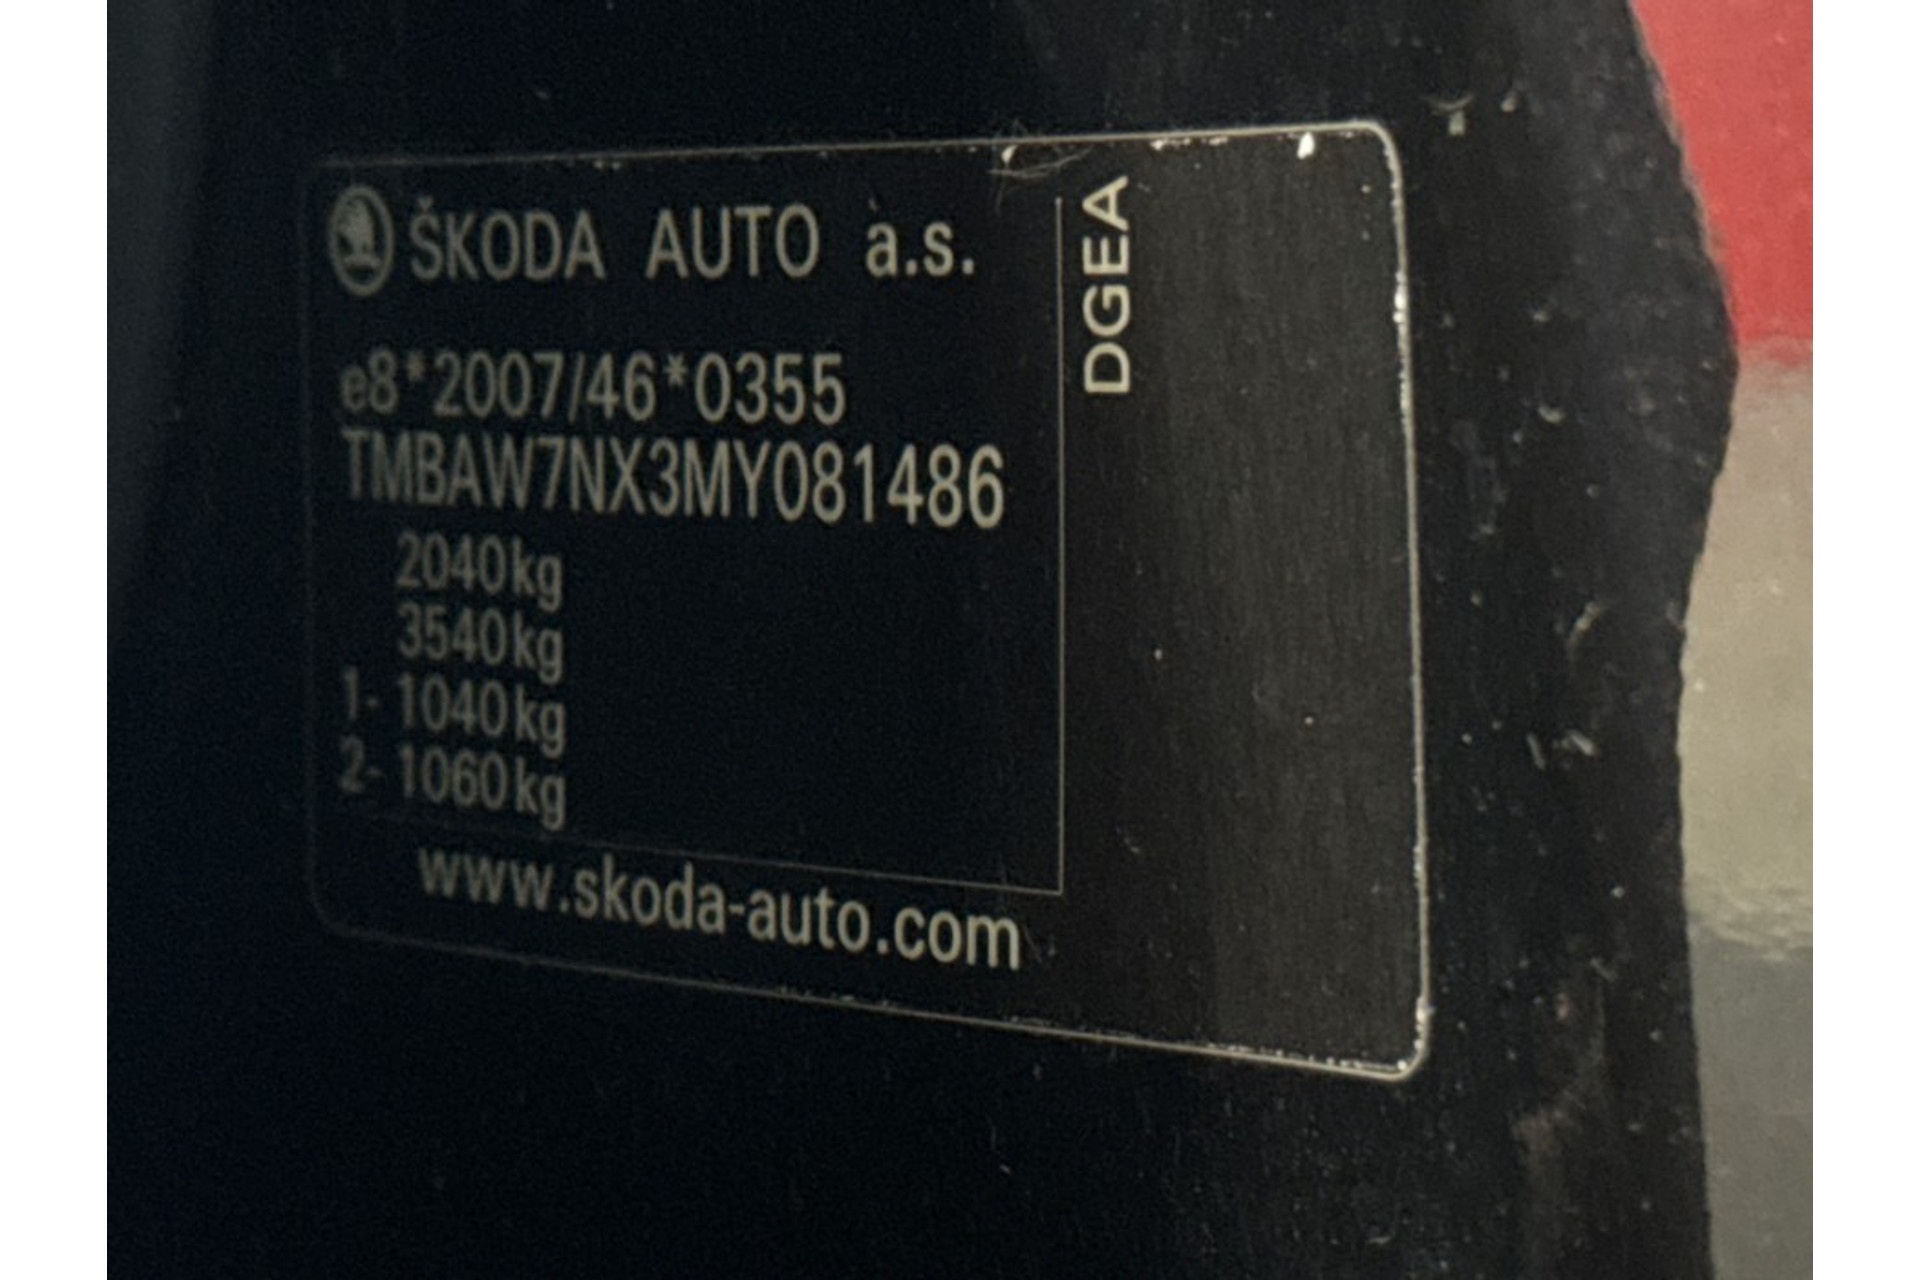 ŠKODA AUTO a.s.
e8*2007/46*0355
TMBAW7NX3MY081486
2040kg
3540kg
1- 1040kg
2- 1060kg
www.skoda-auto.com
DGEA